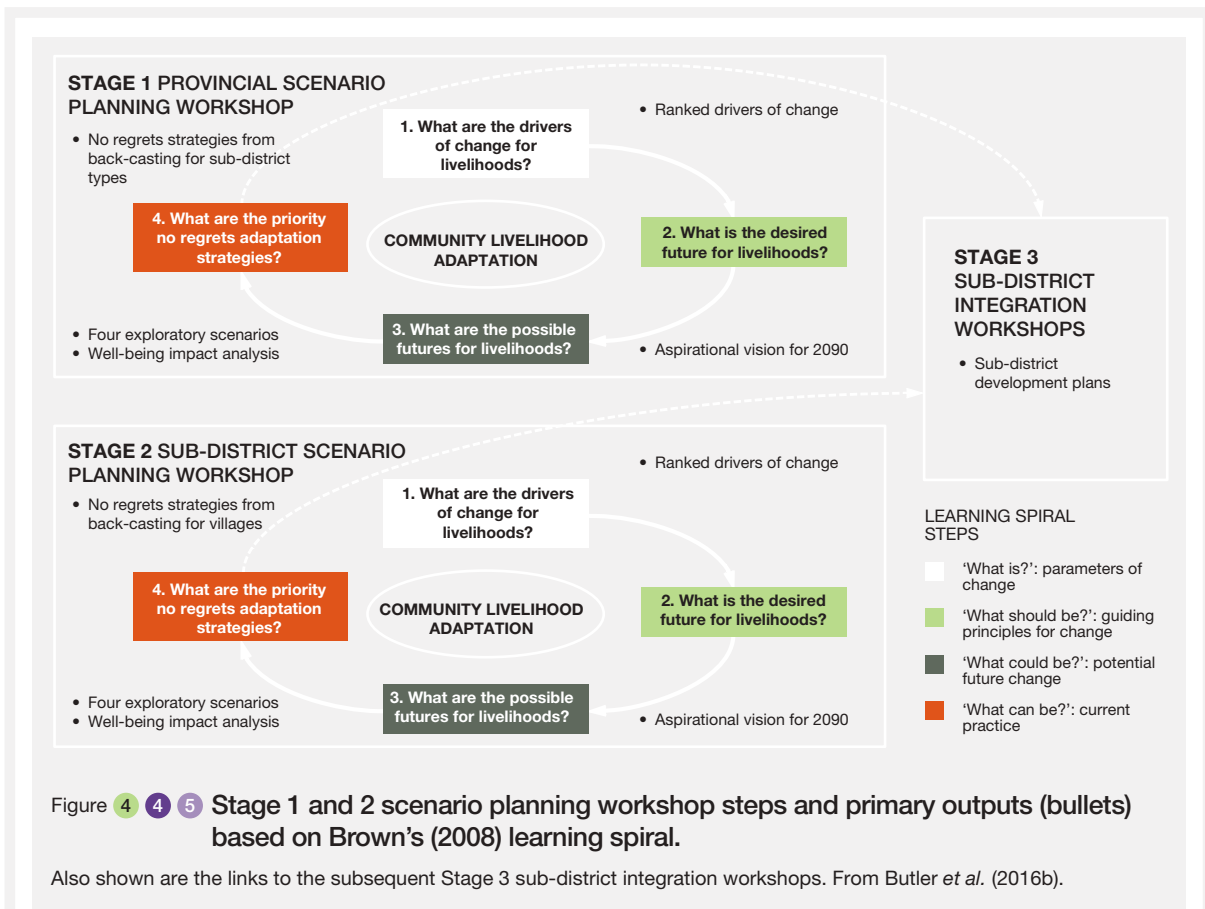 STAGE 1 PROVINCIAL SCENARIO
PLANNING WORKSHOP
• No regrets strategies from
back-casting for sub-district
types
1. What are the drivers
of change for
livelihoods?
• Ranked drivers of change
4. What are the priority
no regrets adaptation
strategies?
COMMUNITY LIVELIHOOD
ADAPTATION
2. What is the desired
future for livelihoods?
• Four exploratory scenarios
• Well-being impact analysis
3. What are the possible
futures for livelihoods?
• Aspirational vision for 2090
STAGE 2 SUB-DISTRICT SCENARIO
PLANNING WORKSHOP
• No regrets strategies from
back-casting for villages
1. What are the drivers
of change for
livelihoods?
• Ranked drivers of change
4. What are the priority
no regrets adaptation
strategies?
COMMUNITY LIVELIHOOD
ADAPTATION
2. What is the desired
future for livelihoods?
• Four exploratory scenarios
• Well-being impact analysis
3. What are the possible
futures for livelihoods?
• Aspirational vision for 2090
STAGE 3
SUB-DISTRICT
INTEGRATION
WORKSHOPS
• Sub-district
development plans
LEARNING SPIRAL
STEPS
‘What is?’: parameters of
change
‘What should be?’: guiding
principles for change
‘What could be?’: potential
future change
‘What can be?’: current
practice
Figure 4 4 5 Stage 1 and 2 scenario planning workshop steps and primary outputs (bullets)
based on Brown’s (2008) learning spiral.
Also shown are the links to the subsequent Stage 3 sub-district integration workshops. From Butler et al. (2016b).